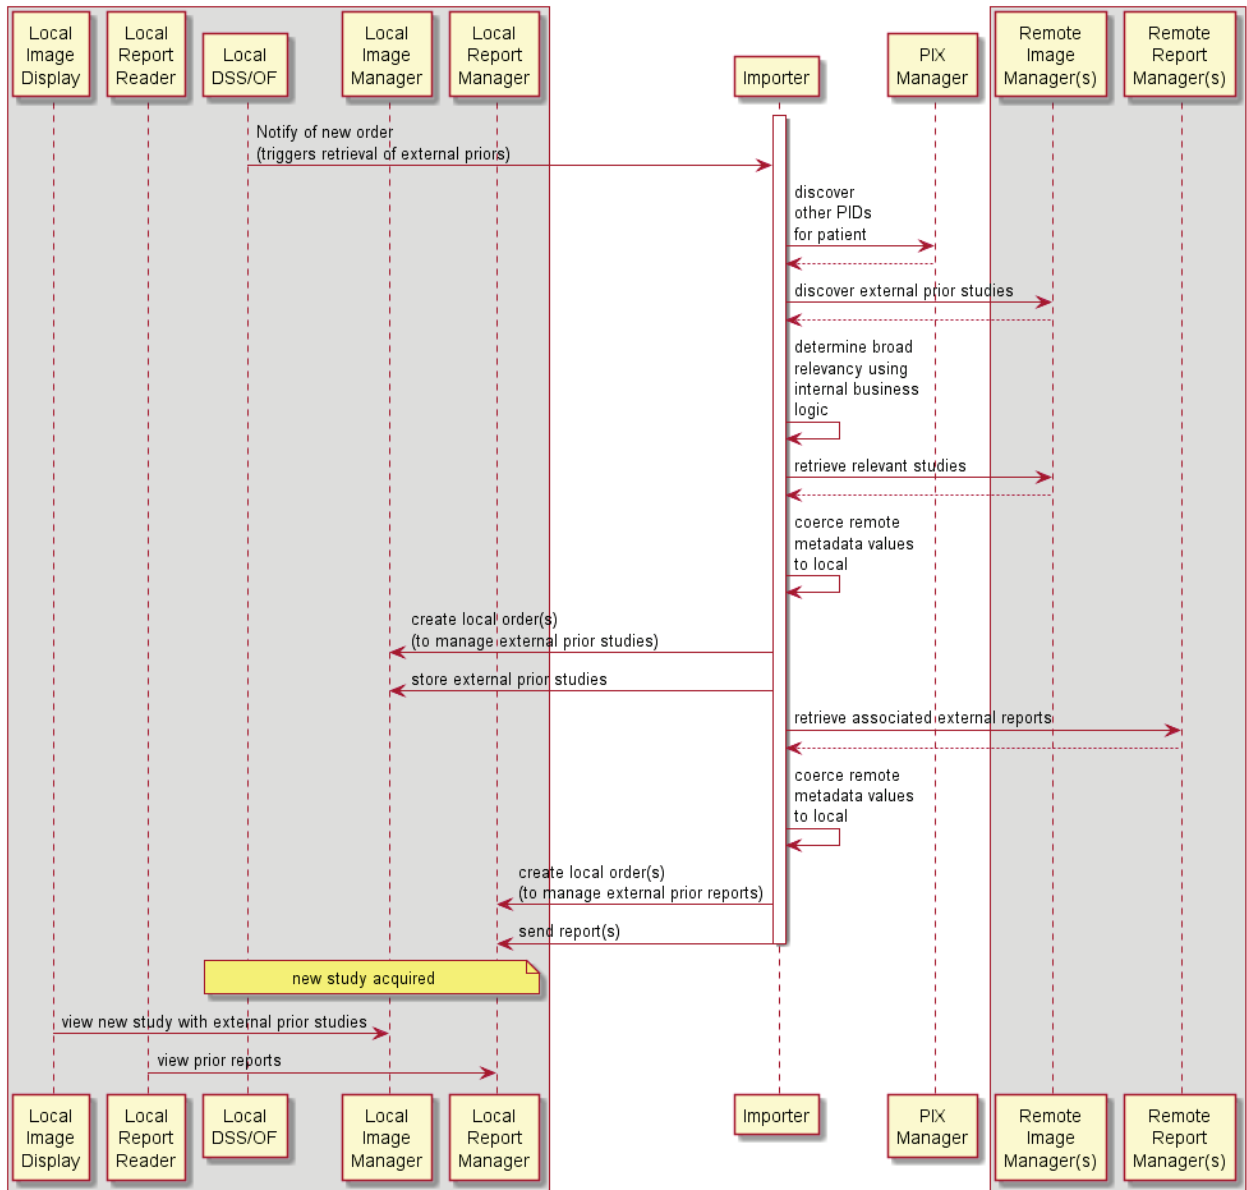 Local
Image
Display
Local
Report
Reader
Local
DSS/OF
Local
Image
Manager
Local
Report
Manager
Importer
PIX
Manager
Remote
Image
Manager(s)
Remote
Report
Manager(s)
Notify of new order
(triggers retrieval of external priors)
discover
other PIDs
for patient
discover external prior studies
determine broad
relevancy using
internal business
logic
retrieve relevant studies
coerce remote
metadata values
to local
create local order(s)
(to manage external prior studies)
store external prior studies
retrieve associated external reports
coerce remote
metadata values
to local
create local order(s)
(to manage external prior reports)
send report(s)
new study acquired
view new study with external prior studies
view prior reports
Local
Image
Display
Local
Report
Reader
Local
DSS/OF
Local
Image
Manager
Local
Report
Manager
Importer
PIX
Manager
Remote
Image
Manager(s)
Remote
Report
Manager(s)